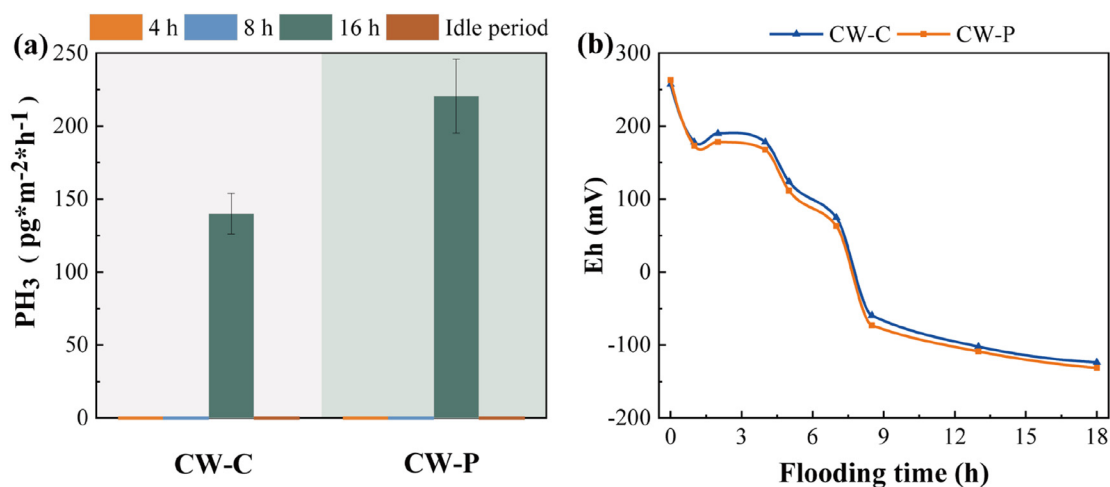 (a)
4 h 8 h 16 h Idle period
PH3 ( pg*m-2*h-1)
250
200
150
100
50
0
CW-C CW-P
(b)
CW-C CW-P
Eh (mV)
300
200
100
0
-100
-200
0 3 6 9 12 15 18
Flooding time (h)